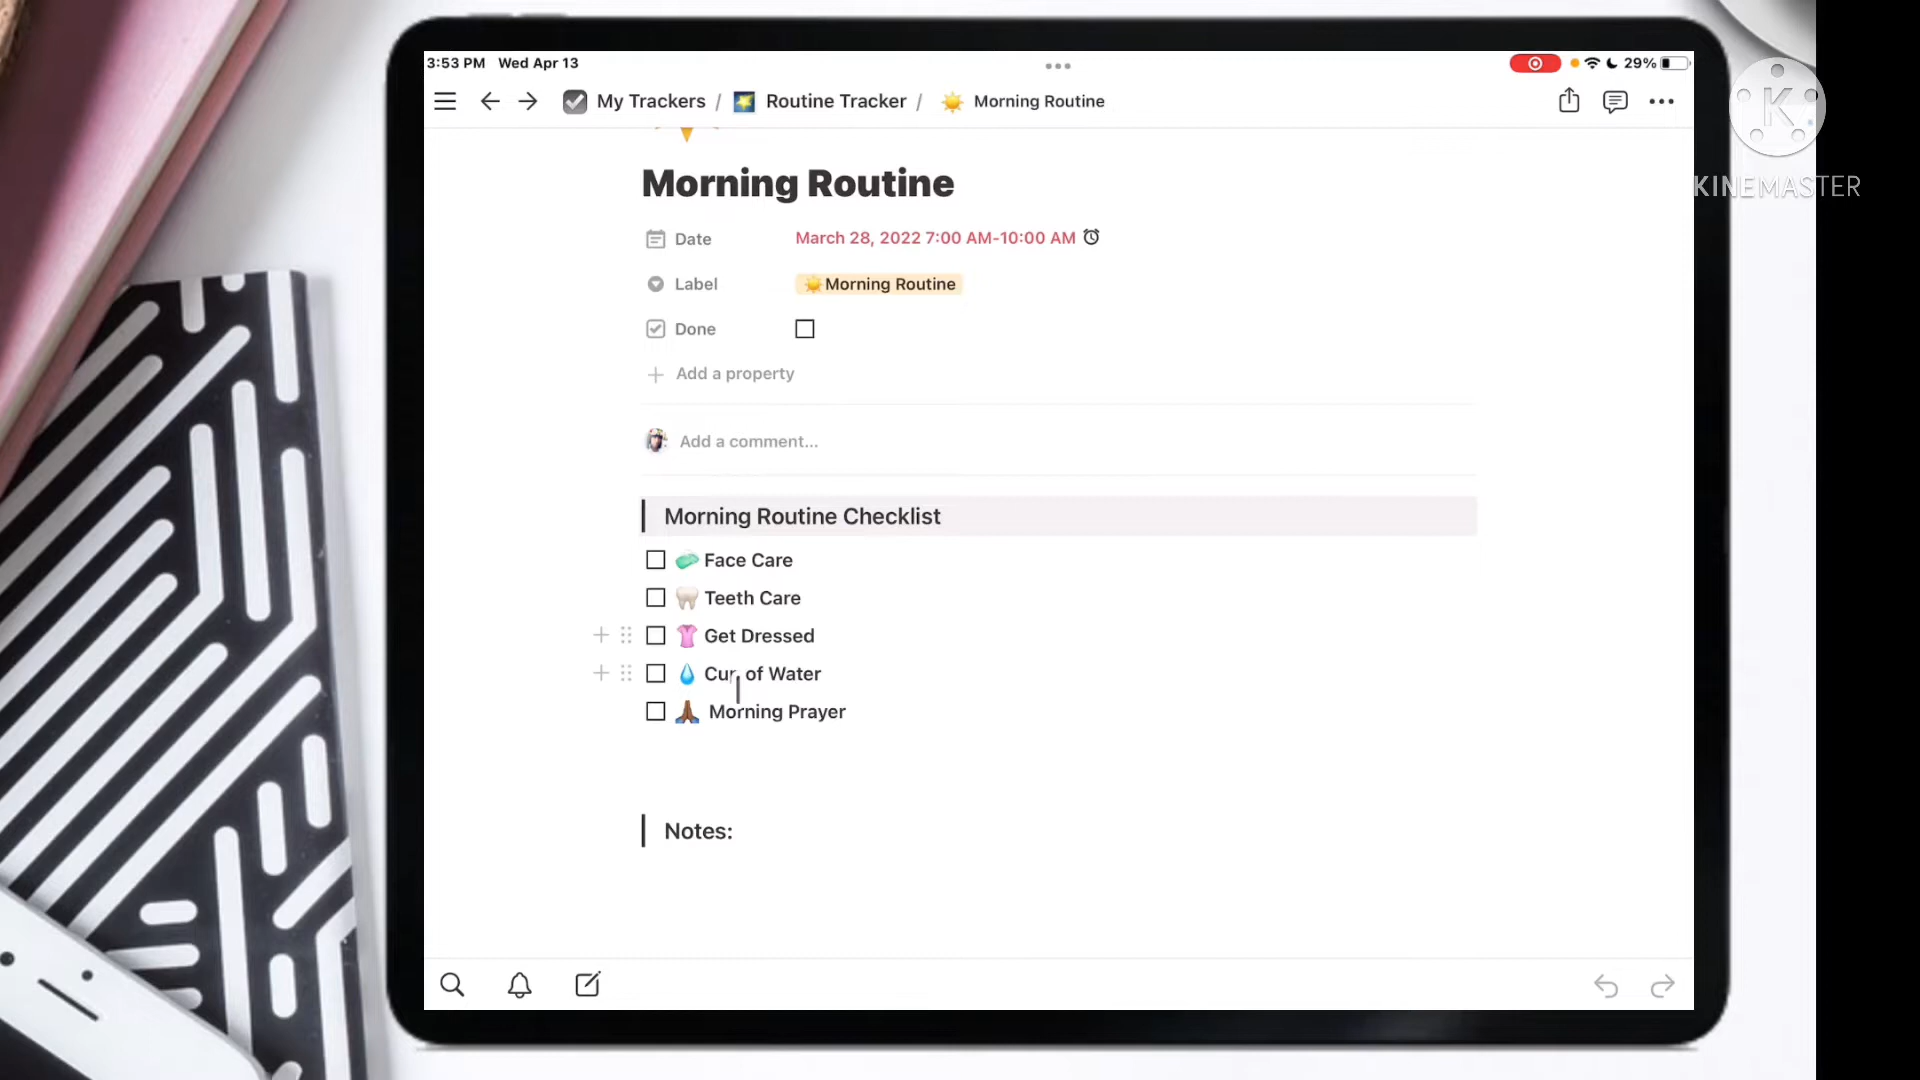 3:53 PM Wed Apr 13
29%
My Trackers / Routine Tracker / Morning Routine
KINEMASTER
Morning Routine
Date March 28, 2022 7:00 AM-10:00 AM
Label Morning Routine
Done
Add a property
Add a comment...
Morning Routine Checklist
Face Care
Teeth Care
Get Dressed
Cup of Water
Morning Prayer
Notes: